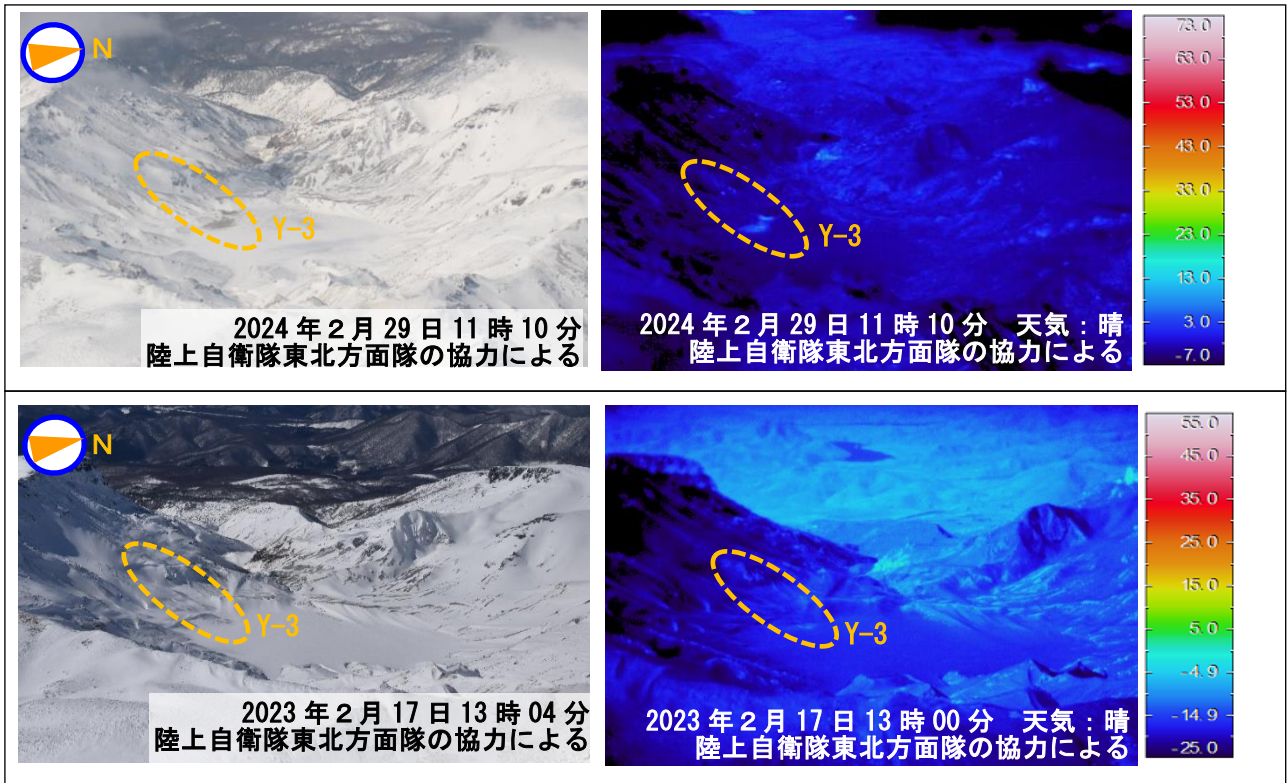 N
Y-3
2024年2月29日11時10分
陸上自衛隊東北方面隊の協力による
Y-3
2024年2月29日11時10分 天気：晴
陸上自衛隊東北方面隊の協力による
73.0
63.0
53.0
43.0
33.0
23.0
13.0
3.0
-7.0
N
Y-3
2023年2月17日13時04分
陸上自衛隊東北方面隊の協力による
Y-3
2023年2月17日13時00分 天気：晴
陸上自衛隊東北方面隊の協力による
55.0
45.0
35.0
25.0
15.0
5.0
-4.9
-14.9
-25.0